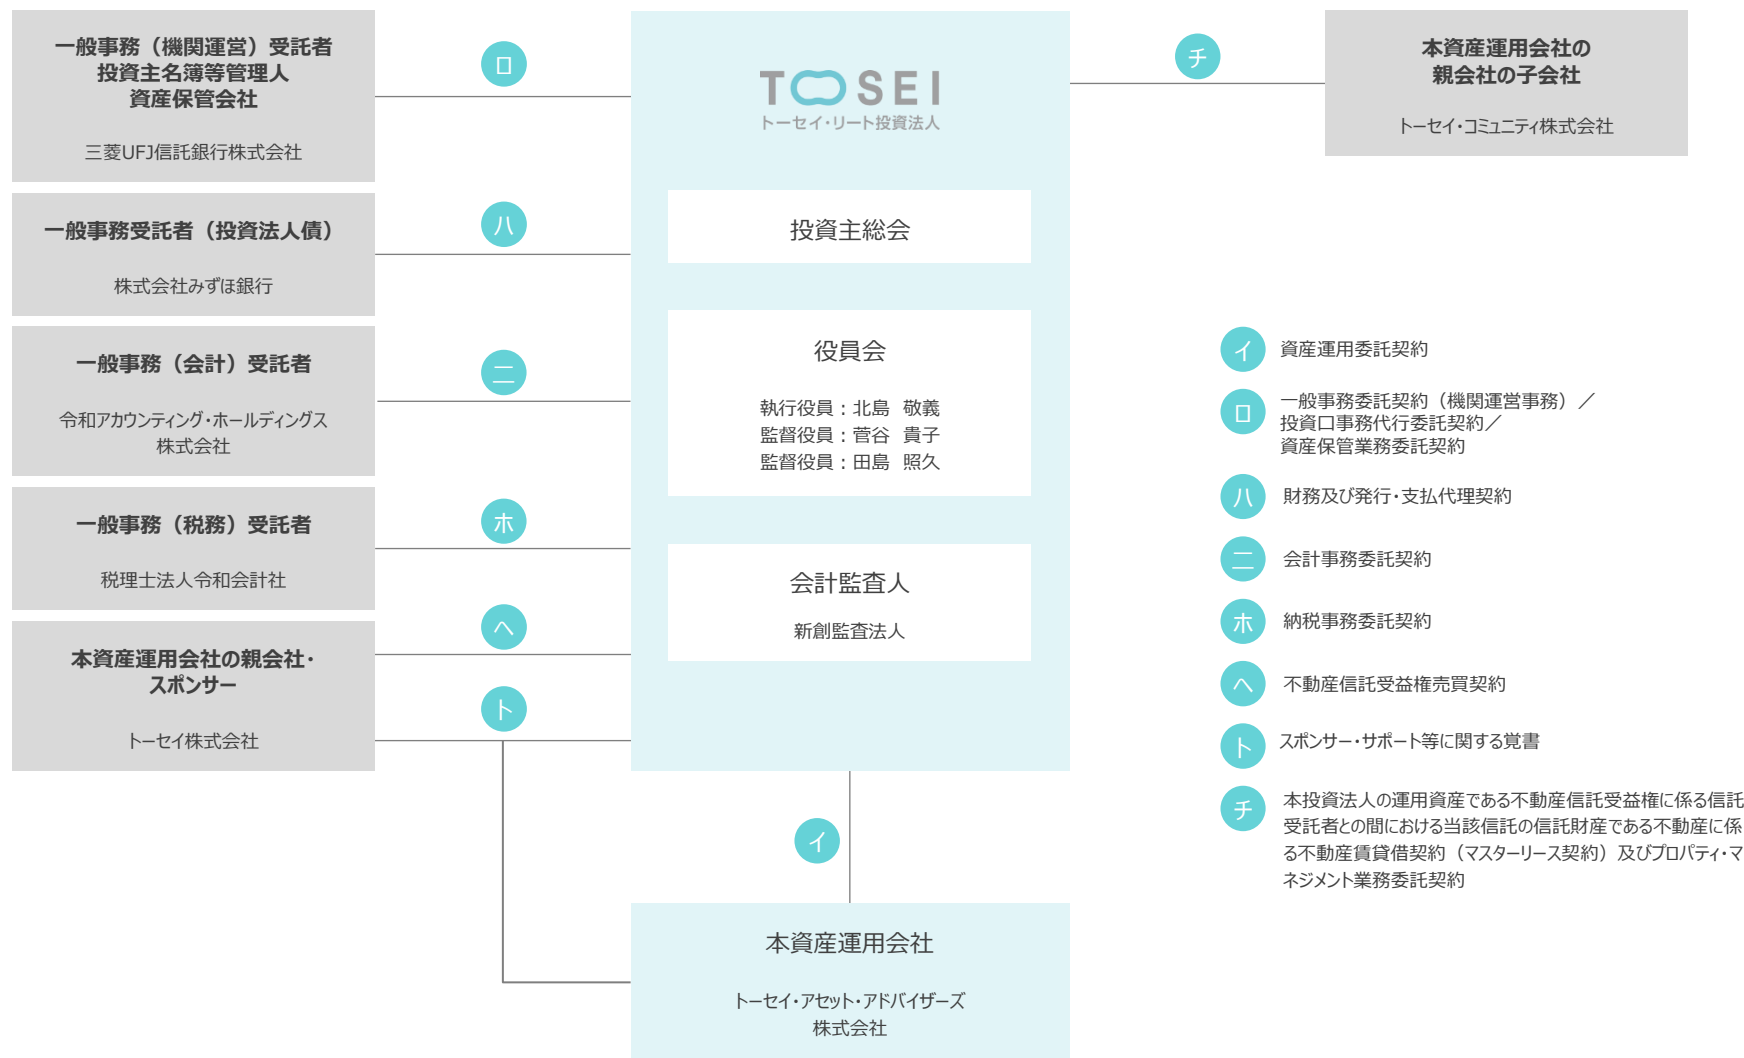 一般事務（機関運営）受託者
投資主名簿等管理人
資産保管会社
三菱UFJ信託銀行株式会社
ロ
一般事務受託者（投資法人債）
株式会社みずほ銀行
ハ
一般事務（会計）受託者
令和アカウンティング・ホールディングス
株式会社
ニ
一般事務（税務）受託者
税理士法人令和会計社
ホ
本資産運用会社の親会社・
スポンサー
トーセイ株式会社
ヘ
ト
TOSEI
トーセイ・リート投資法人
投資主総会
役員会
執行役員：北島 敬義
監督役員：菅谷 貴子
監督役員：田島 照久
会計監査人
新創監査法人
イ
本資産運用会社
トーセイ・アセット・アドバイザーズ
株式会社
チ
本資産運用会社の
親会社の子会社
トーセイ・コミュニティ株式会社
イ 資産運用委託契約
ロ 一般事務委託契約（機関運営事務）／
投資口事務代行委託契約／
資産保管業務委託契約
ハ 財務及び発行・支払代理契約
ニ 会計事務委託契約
ホ 納税事務委託契約
ヘ 不動産信託受益権売買契約
ト スポンサー・サポート等に関する覚書
チ 本投資法人の運用資産である不動産信託受益権に係る信託
受託者との間における当該信託の信託財産である不動産に係
る不動産賃貸借契約（マスターリース契約）及びプロパティ・マ
ネジメント業務委託契約